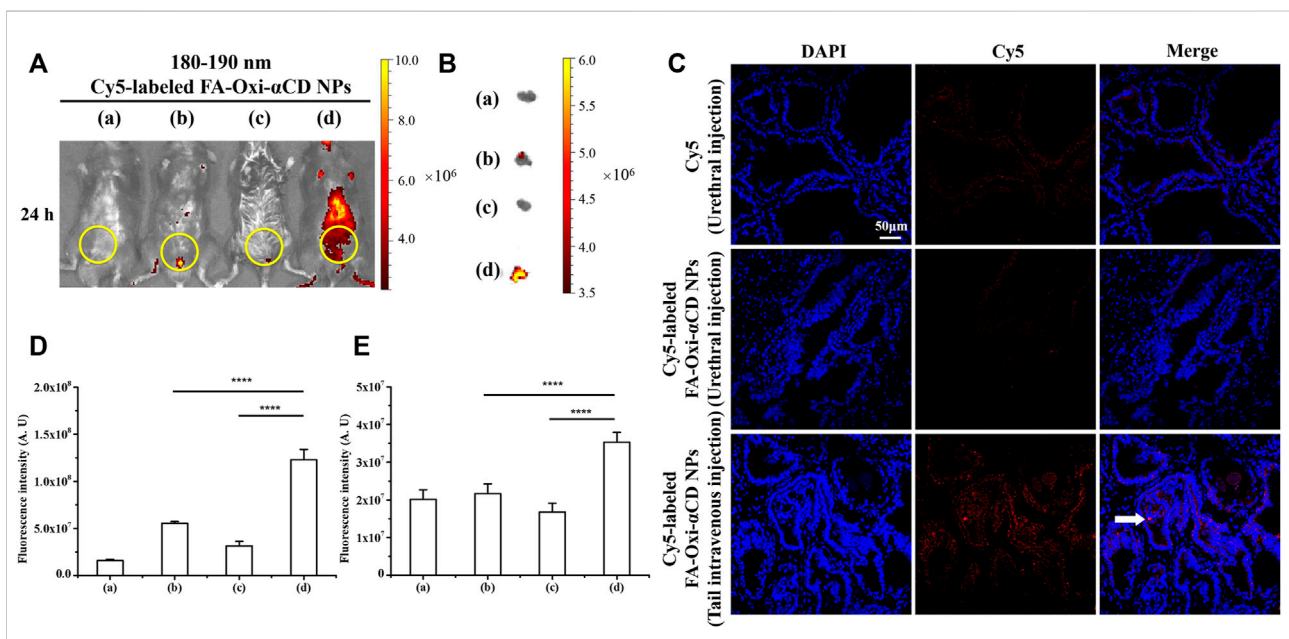 A
180-190 nm
Cy5-labeled FA-Oxi-αCD NPs
(a) (b) (c) (d)
24 h
10.0
8.0
6.0
×10⁶
4.0
B
(a)
(b)
(c)
(d)
6.0
5.5
5.0
×10⁶
4.5
4.0
3.5
C
DAPI Cy5 Merge
Cy5
(Urethral injection)
50μm
Cy5-labeled
FA-Oxi-αCD NPs
(Urethral injection)
Cy5-labeled
FA-Oxi-αCD NPs
(Tail intravenous injection)
D
Fluorescence intensity (A. U)
2.0x10⁸
1.5x10⁸
1.0x10⁸
5.0x10⁷
0.0
****
****
(a) (b) (c) (d)
E
Fluorescence intensity (A. U)
5x10⁷
4x10⁷
3x10⁷
2x10⁷
1x10⁷
0
****
****
(a) (b) (c) (d)